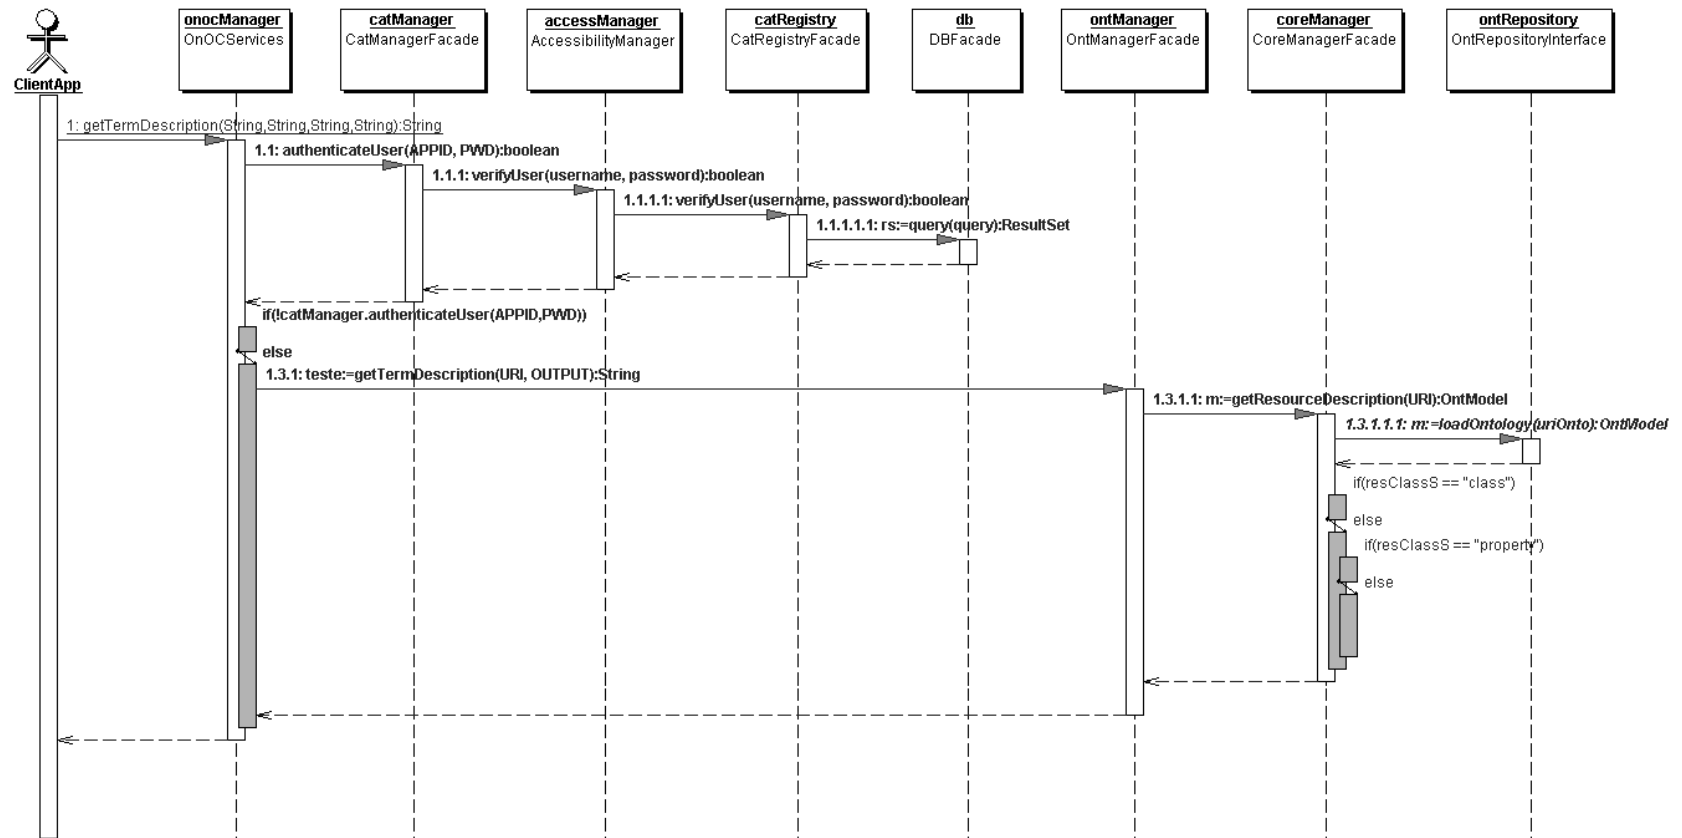 onocManager
OnOCServices
catManager
CatManagerFacade
accessManager
AccessibilityManager
catRegistry
CatRegistryFacade
db
DBFacade
ontManager
OntManagerFacade
coreManager
CoreManagerFacade
ontRepository
OntRepositoryInterface
ClientApp
1: getTermDescription(String,String,String,String):String
1.1: authenticateUser(APPID, PWD):boolean
1.1.1: verifyUser(username, password):boolean
1.1.1.1: verifyUser(username, password):boolean
1.1.1.1.1: rs:=query(query):ResultSet
if(!catManager.authenticateUser(APPID,PWD))
else
1.3.1: teste:=getTermDescription(URI, OUTPUT):String
1.3.1.1: m:=getResourceDescription(URI):OntModel
1.3.1.1.1: m:=loadOntology(uriOnto):OntModel
if(resClassS == "class")
else
if(resClassS == "property")
else